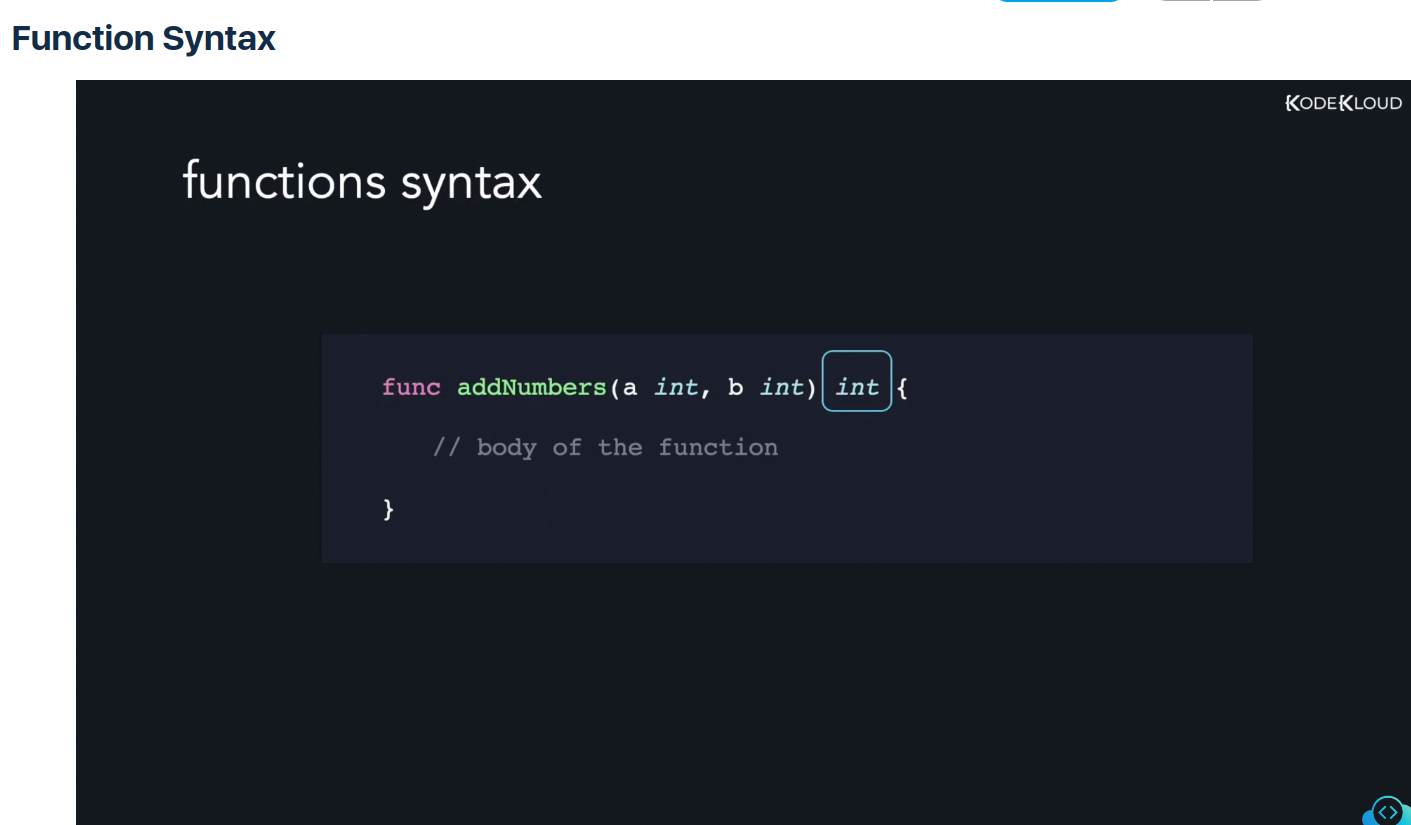 Function Syntax
KODEKLOUD
functions syntax
func addNumbers(a int, b int) int {
// body of the function
}